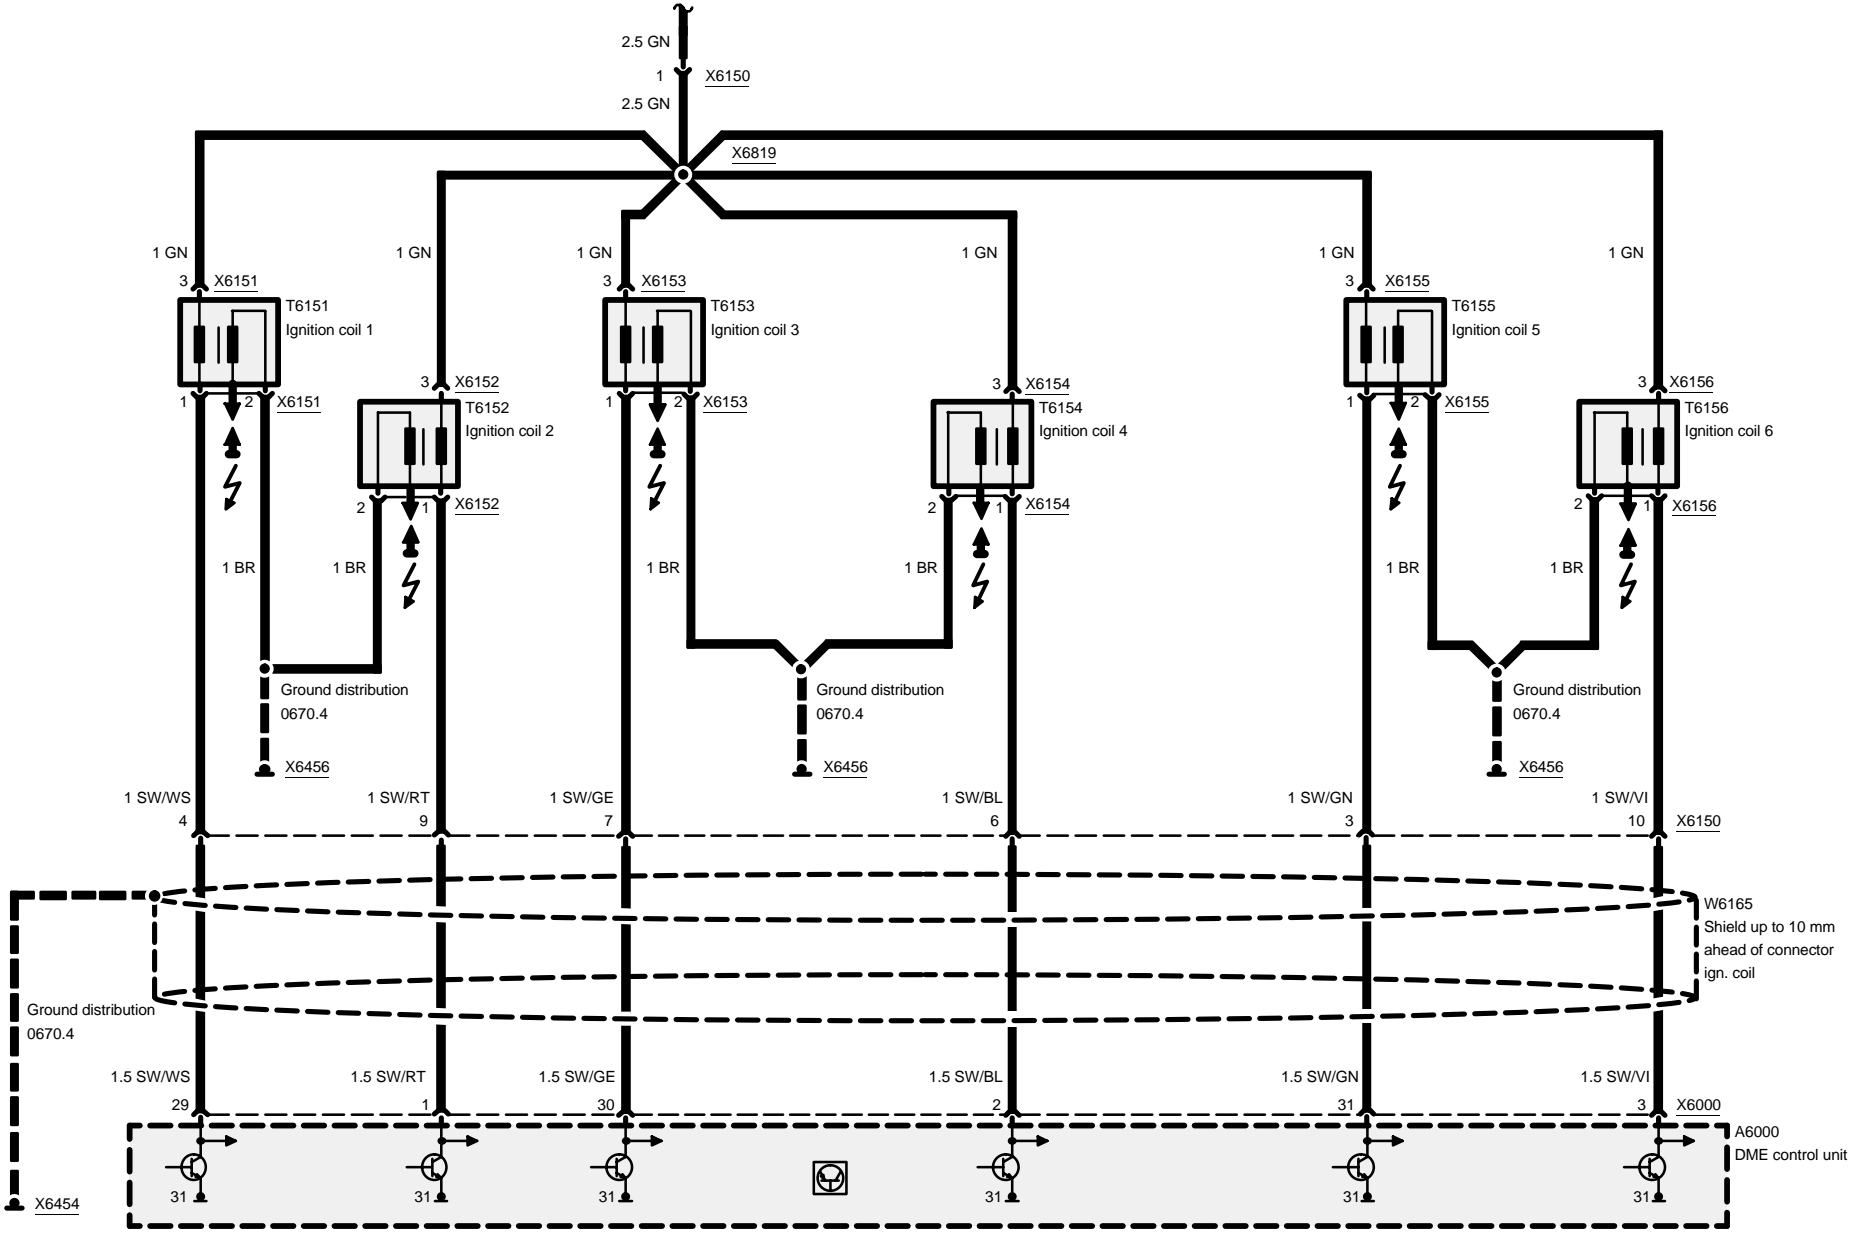 2.5 GN
1 X6150
2.5 GN
X6819
1 GN 1 GN 1 GN 1 GN 1 GN 1 GN
3 X6151 3 X6153 3 X6155
T6151 T6153 T6155
Ignition coil 1 Ignition coil 3 Ignition coil 5
3 X6152 3 X6154 3 X6156
1 2 X6151 1 2 X6153 1 2 X6155
T6152 T6154 T6156
Ignition coil 2 Ignition coil 4 Ignition coil 6
2 1 X6152 2 1 X6154 2 1 X6156
1 BR 1 BR 1 BR 1 BR 1 BR 1 BR
Ground distribution Ground distribution Ground distribution
0670.4 0670.4 0670.4
X6456 X6456 X6456
1 SW/WS 1 SW/RT 1 SW/GE 1 SW/BL 1 SW/GN 1 SW/VI
4 9 7 6 3 10 X6150
W6165
Shield up to 10 mm
ahead of connector
ign. coil
Ground distribution
0670.4
1.5 SW/WS 1.5 SW/RT 1.5 SW/GE 1.5 SW/BL 1.5 SW/GN 1.5 SW/VI
29 1 30 2 31 3 X6000
A6000
DME control unit
31 31 31 31 31 31
X6454